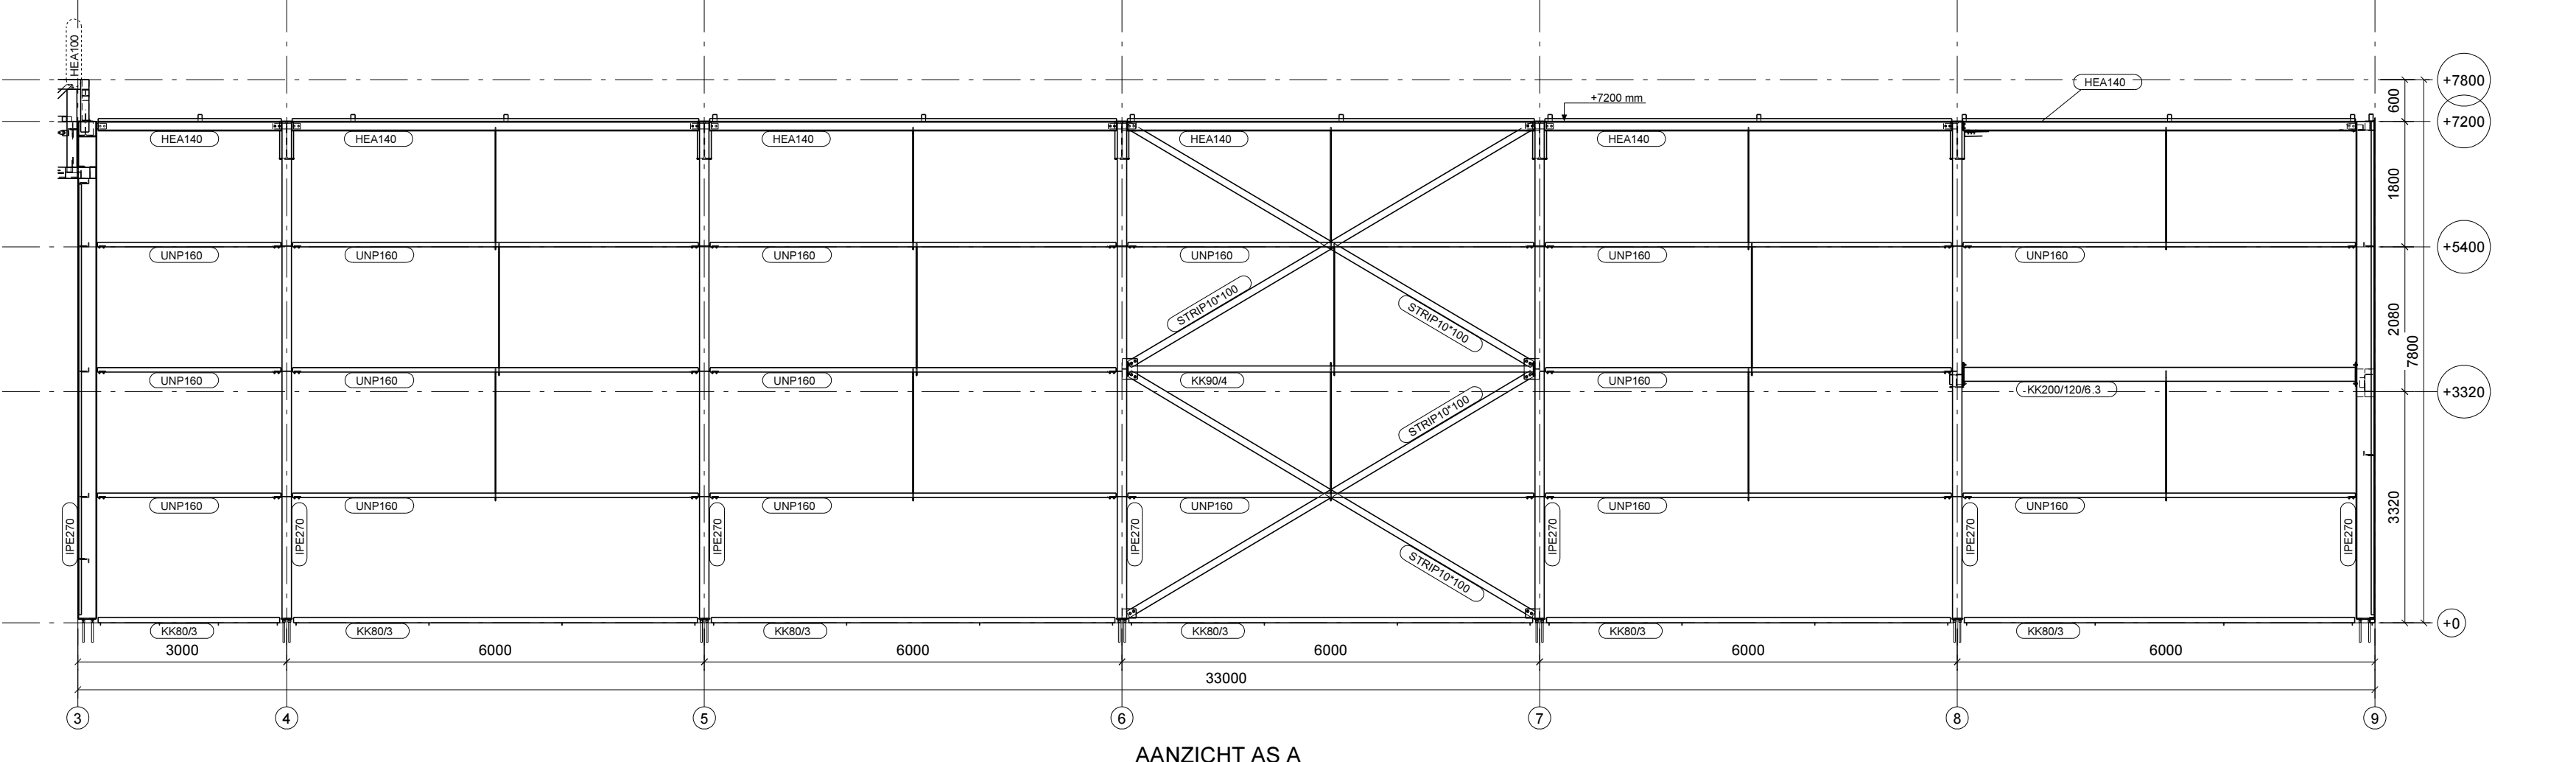 HEA100
+7800
HEA140
600
+7200 mm
+7200
HEA140
HEA140
HEA140
HEA140
HEA140
1800
+5400
UNP160
UNP160
UNP160
UNP160
UNP160
UNP160
STRIP10*100
STRIP10*100
2080
7800
UNP160
UNP160
UNP160
KK90/4
UNP160
KK200/120/6.3
+3320
STRIP10*100
UNP160
UNP160
UNP160
UNP160
UNP160
UNP160
3320
IPE270
IPE270
IPE270
IPE270
IPE270
IPE270
IPE270
STRIP10*100
+0
KK80/3
KK80/3
KK80/3
KK80/3
KK80/3
KK80/3
3000
6000
6000
6000
6000
6000
33000
3
4
5
6
7
8
9
AANZICHT AS A